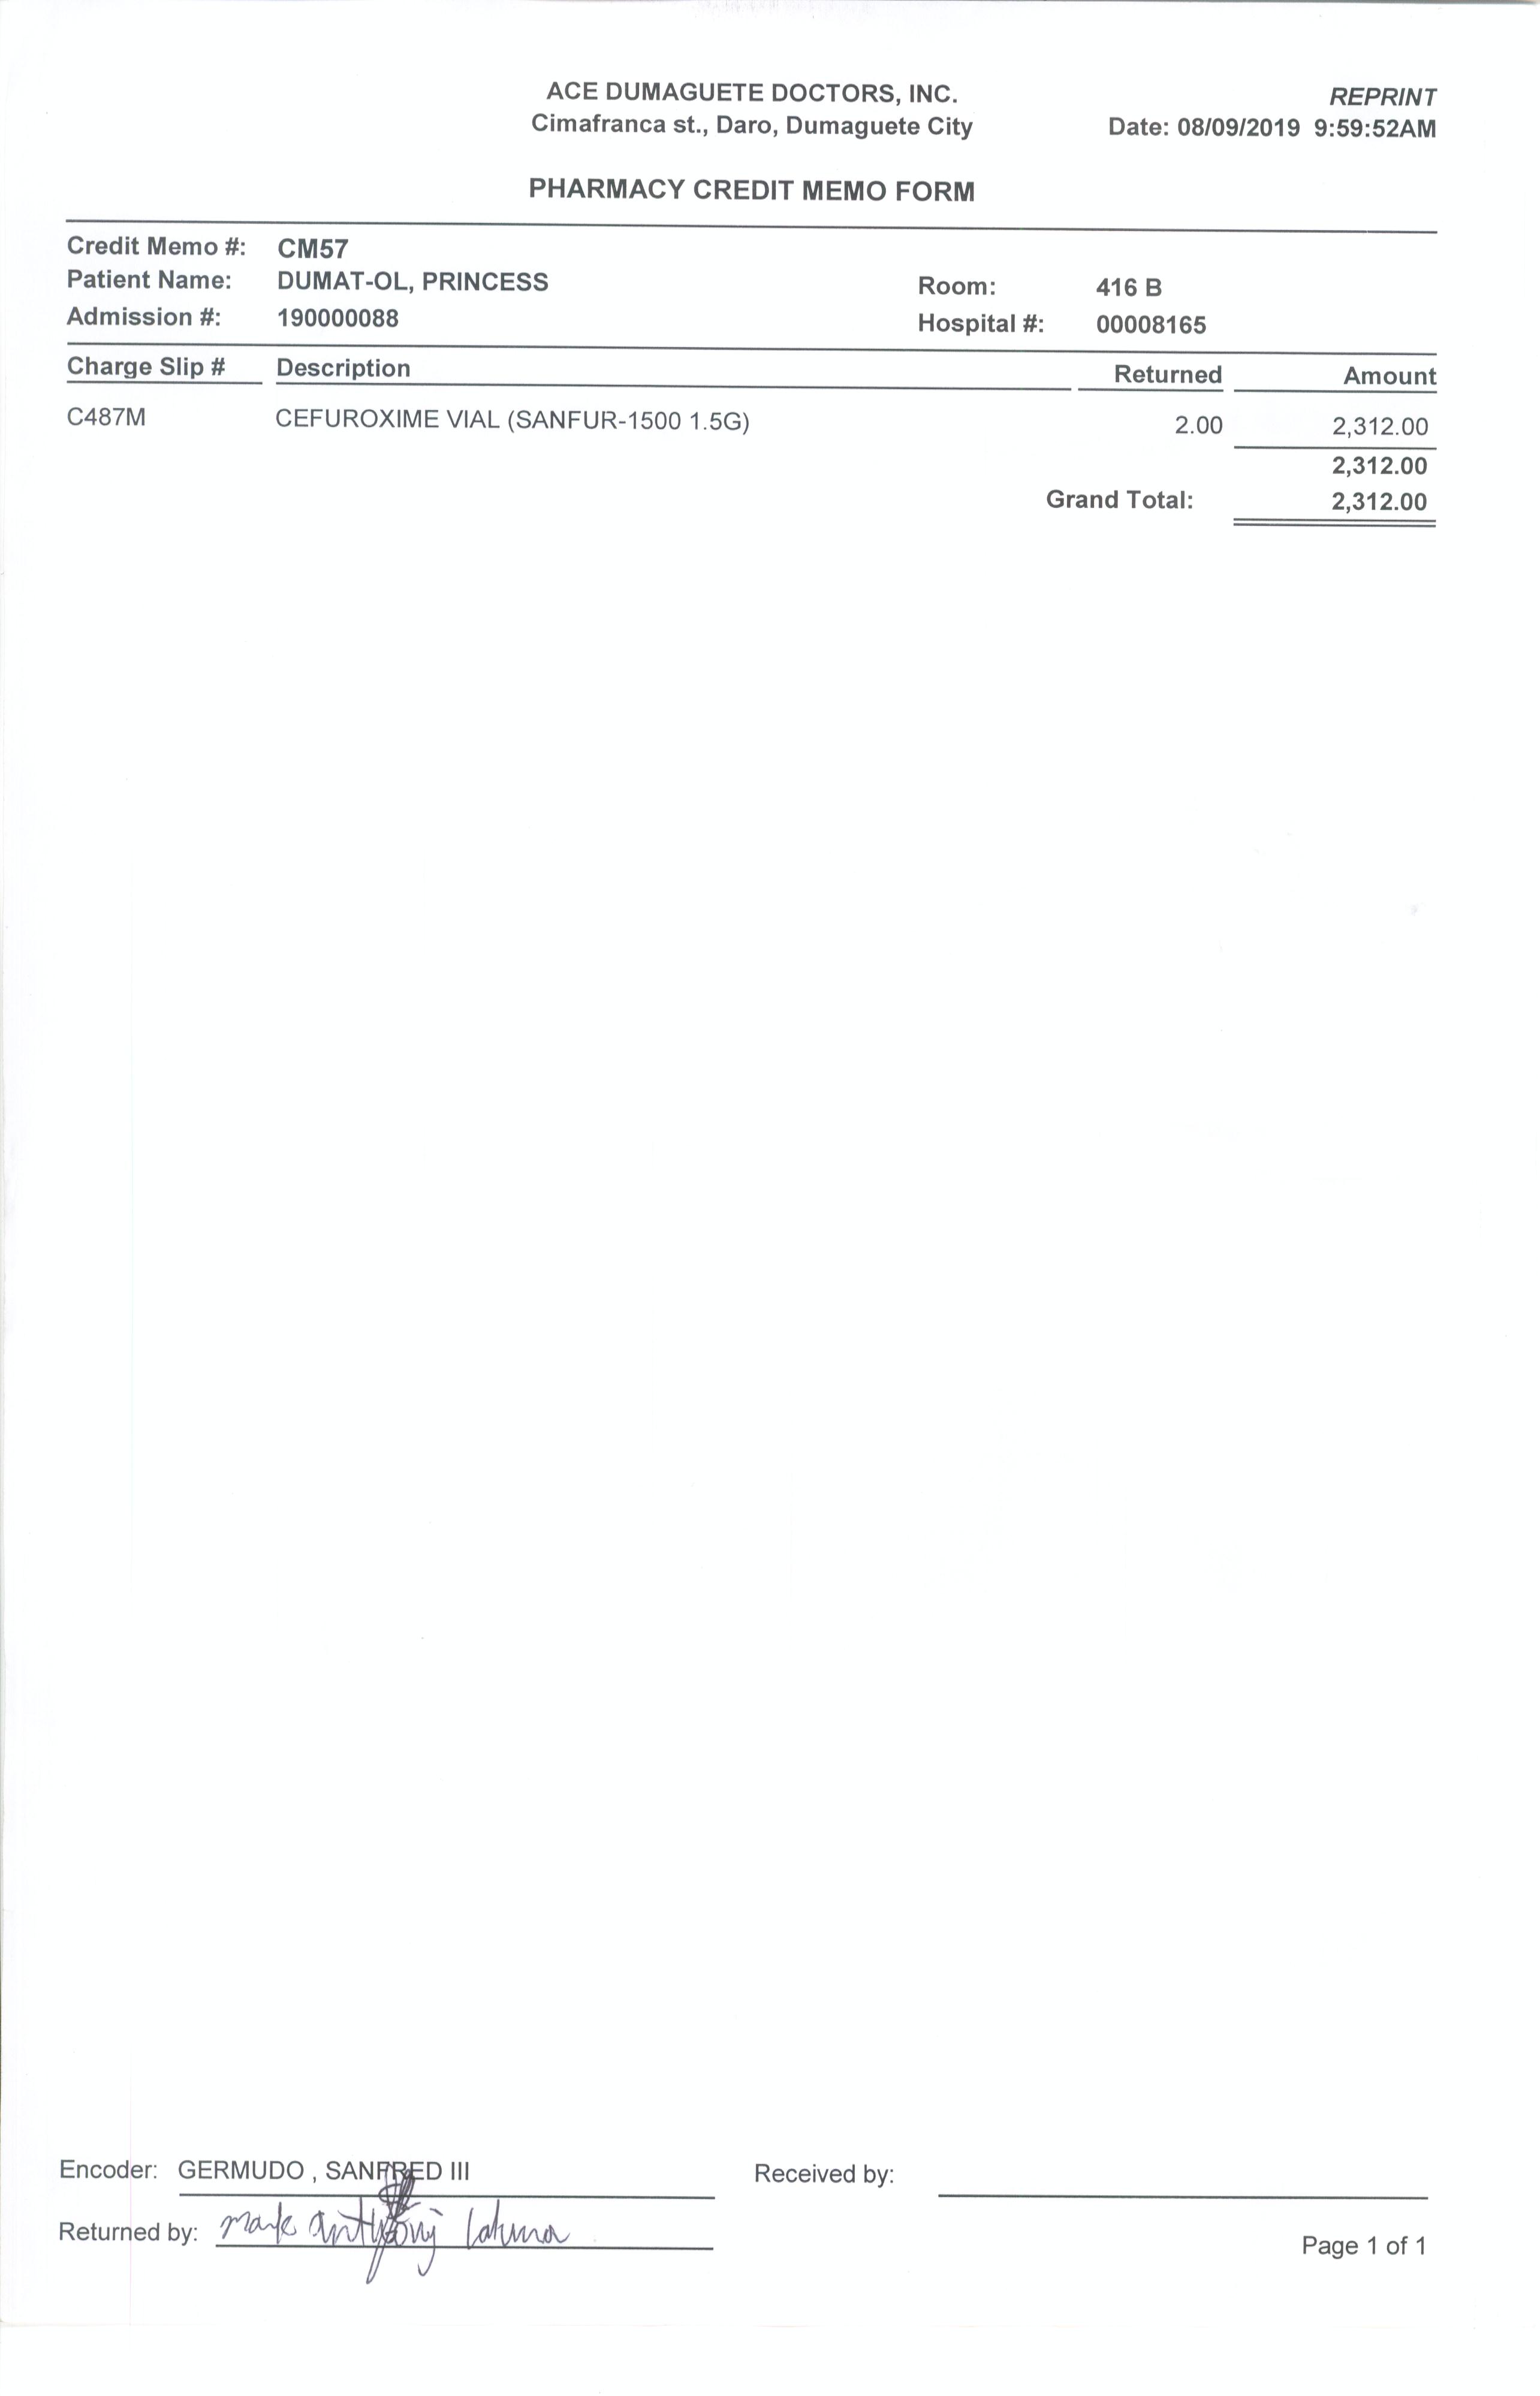 ACE DUMAGUETE DOCTORS, INC.
REPRINT
Cimafranca st., Daro, Dumaguete City
Date: 08/09/2019 9:59:52AM
PHARMACY CREDIT MEMO FORM
Credit Memo #: CM57
Patient Name: DUMAT-OL, PRINCESS Room: 416 B
Admission #: 190000088 Hospital #: 00008165
Charge Slip # Description Returned Amount
C487M CEFUROXIME VIAL (SANFUR-1500 1.5G) 2.00 2,312.00
2,312.00
Grand Total: 2,312.00
Encoder: GERMUDO , SANFRED III Received by:
Returned by: Mark Anthony
Page 1 of 1